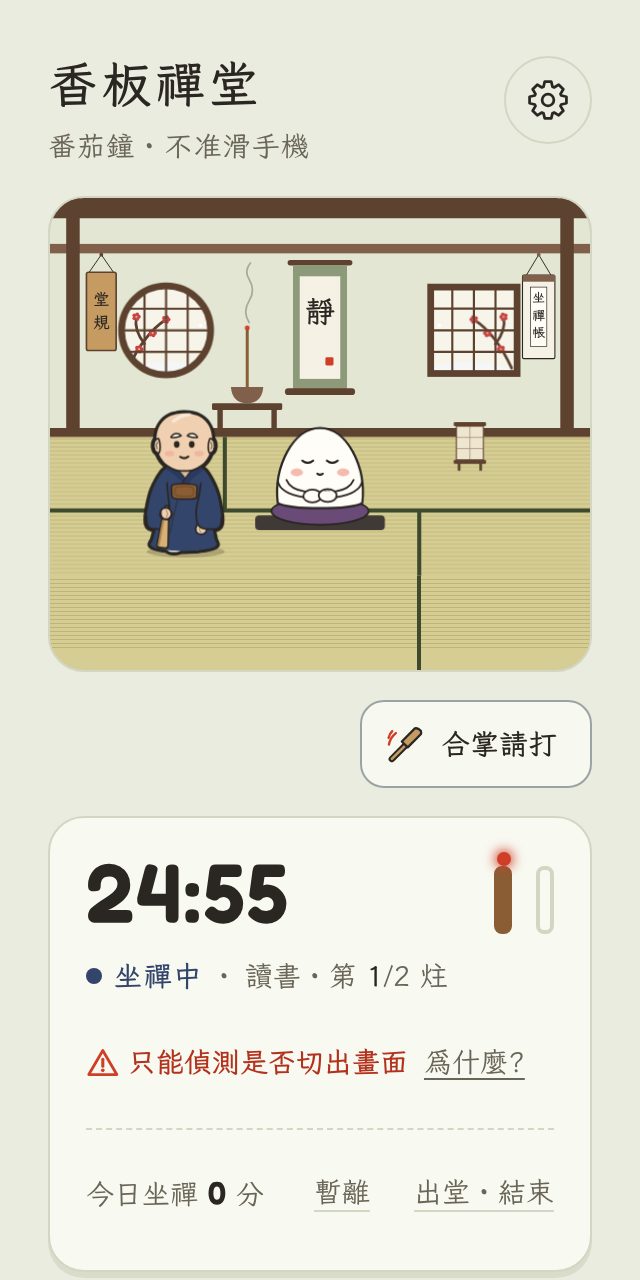 香板禪堂
番茄鐘・不准滑手機
堂規
靜
坐禪帳
合掌請打
24:55
坐禪中 ・ 讀書・第 1/2 炷
只能偵測是否切出畫面 爲什麼?
今日坐禪 0 分 暫離 出堂・結束